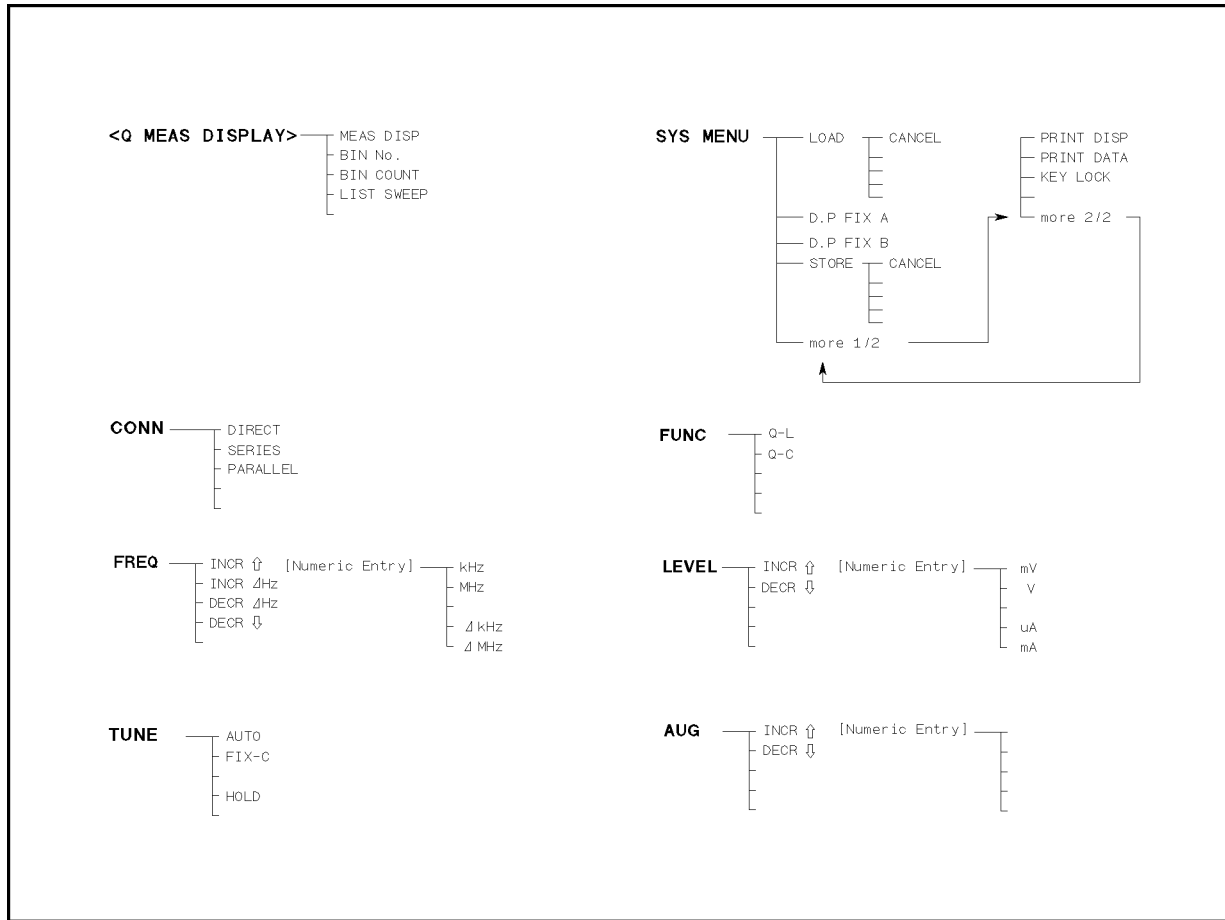 <Q MEAS DISPLAY> MEAS DISP
BIN No.
BIN COUNT
LIST SWEEP
SYS MENU LOAD CANCEL
D.P FIX A
D.P FIX B
STORE CANCEL
more 1/2
PRINT DISP
PRINT DATA
KEY LOCK
more 2/2
CONN DIRECT
SERIES
PARALLEL
FUNC Q-L
Q-C
FREQ INCR ⇧ [Numeric Entry] kHz
INCR ⊿Hz MHz
DECR ⊿Hz
DECR ⇩ ⊿kHz
⊿MHz
LEVEL INCR ⇧ [Numeric Entry] mV
DECR ⇩ V
uA
mA
TUNE AUTO
FIX-C
HOLD
AUG INCR ⇧ [Numeric Entry]
DECR ⇩